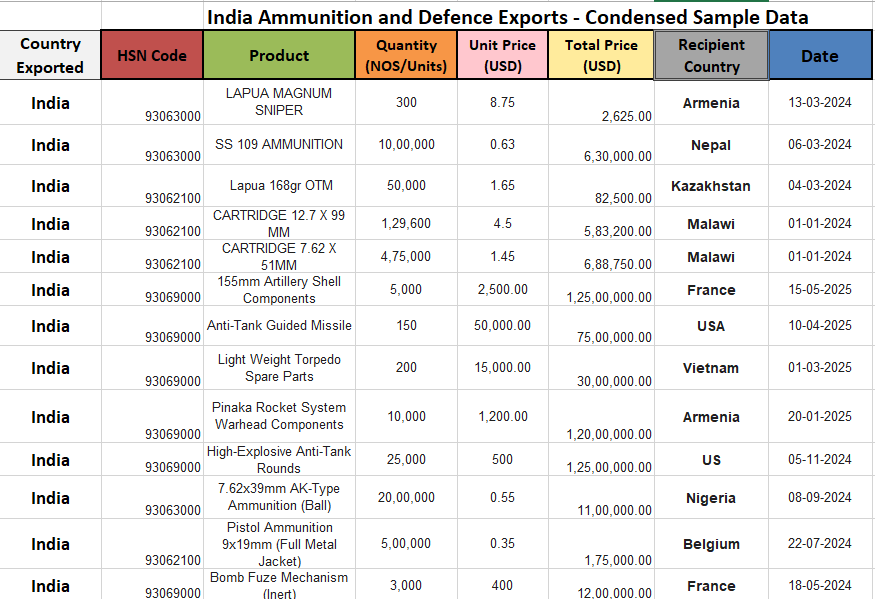 India Ammunition and Defence Exports - Condensed Sample Data
Country Exported HSN Code Product Quantity (NOS/Units) Unit Price (USD) Total Price (USD) Recipient Country Date
India 93063000 LAPUA MAGNUM SNIPER 300 8.75 2,625.00 Armenia 13-03-2024
India 93063000 SS 109 AMMUNITION 10,00,000 0.63 6,30,000.00 Nepal 06-03-2024
India 93062100 Lapua 168gr OTM 50,000 1.65 82,500.00 Kazakhstan 04-03-2024
India 93062100 CARTRIDGE 12.7 X 99 MM 1,29,600 4.5 5,83,200.00 Malawi 01-01-2024
India 93062100 CARTRIDGE 7.62 X 51MM 4,75,000 1.45 6,88,750.00 Malawi 01-01-2024
India 93069000 155mm Artillery Shell Components 5,000 2,500.00 1,25,00,000.00 France 15-05-2025
India 93069000 Anti-Tank Guided Missile 150 50,000.00 75,00,000.00 USA 10-04-2025
India 93069000 Light Weight Torpedo Spare Parts 200 15,000.00 30,00,000.00 Vietnam 01-03-2025
India 93069000 Pinaka Rocket System Warhead Components 10,000 1,200.00 1,20,00,000.00 Armenia 20-01-2025
India 93069000 High-Explosive Anti-Tank Rounds 25,000 500 1,25,00,000.00 US 05-11-2024
India 93063000 7.62x39mm AK-Type Ammunition (Ball) 20,00,000 0.55 11,00,000.00 Nigeria 08-09-2024
India 93062100 Pistol Ammunition 9x19mm (Full Metal Jacket) 5,00,000 0.35 1,75,000.00 Belgium 22-07-2024
India 93069000 Bomb Fuze Mechanism (Inert) 3,000 400 12,00,000.00 France 18-05-2024